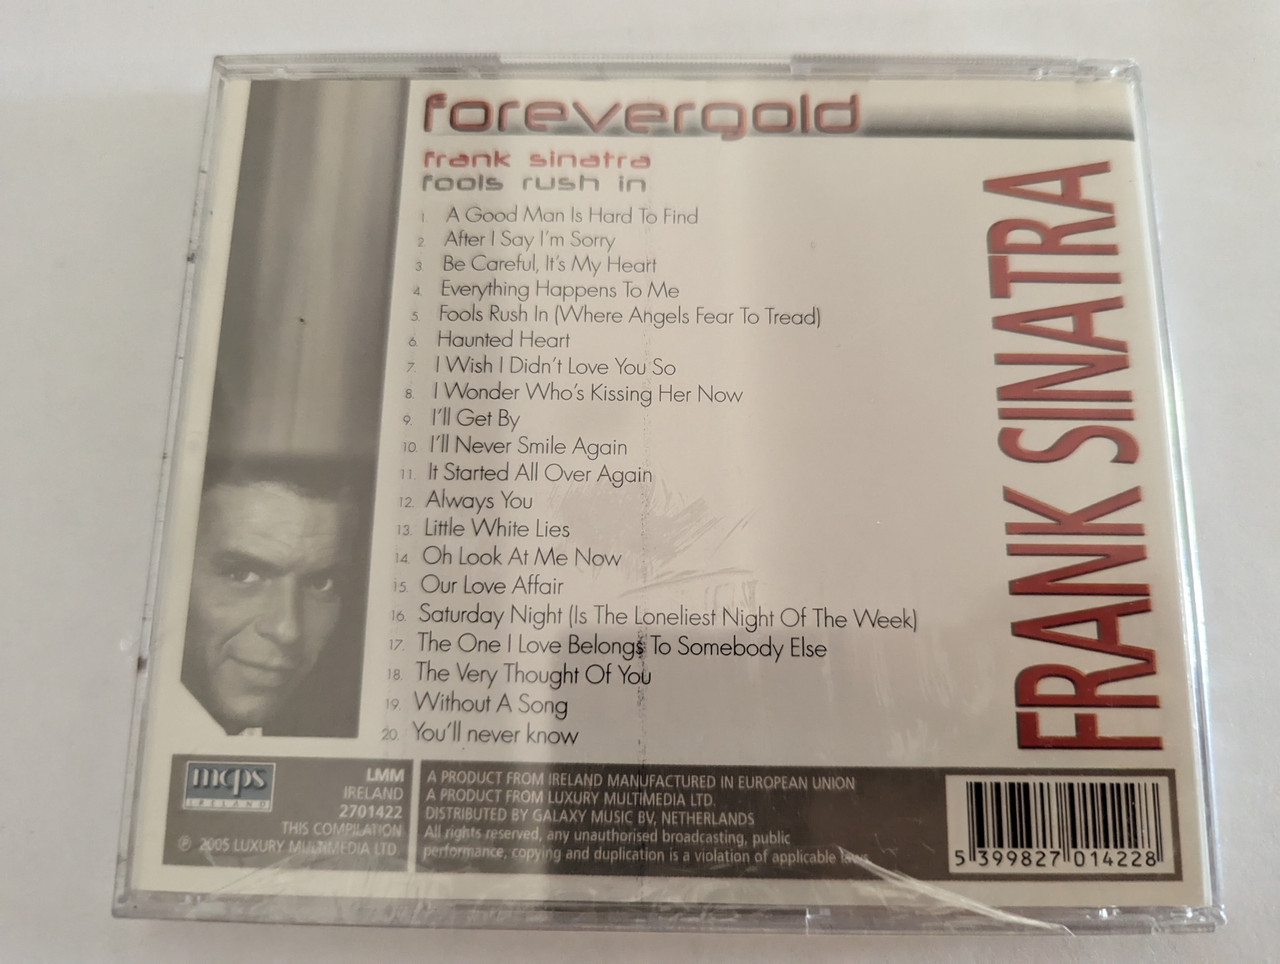 forevergold
frank sinatra
fools rush in
1. A Good Man Is Hard To Find
2. After I Say I'm Sorry
3. Be Careful, It's My Heart
4. Everything Happens To Me
5. Fools Rush In (Where Angels Fear To Tread)
6. Haunted Heart
7. I Wish I Didn't Love You So
8. I Wonder Who's Kissing Her Now
9. I'll Get By
10. I'll Never Smile Again
11. It Started All Over Again
12. Always You
13. Little White Lies
14. Oh Look At Me Now
15. Our Love Affair
16. Saturday Night (Is The Loneliest Night Of The Week)
17. The One I Love Belongs To Somebody Else
18. The Very Thought Of You
19. Without A Song
20. You'll never know
FRANK SINATRA
mcps
IRELAND
LMM
IRELAND
2701422
THIS COMPILATION
℗ 2005 LUXURY MULTIMEDIA LTD
A PRODUCT FROM IRELAND MANUFACTURED IN EUROPEAN UNION
A PRODUCT FROM LUXURY MULTIMEDIA LTD.
DISTRIBUTED BY GALAXY MUSIC BV, NETHERLANDS
All rights reserved, any unauthorised broadcasting, public
performance, copying and duplication is a violation of applicable laws
5 399827 014228